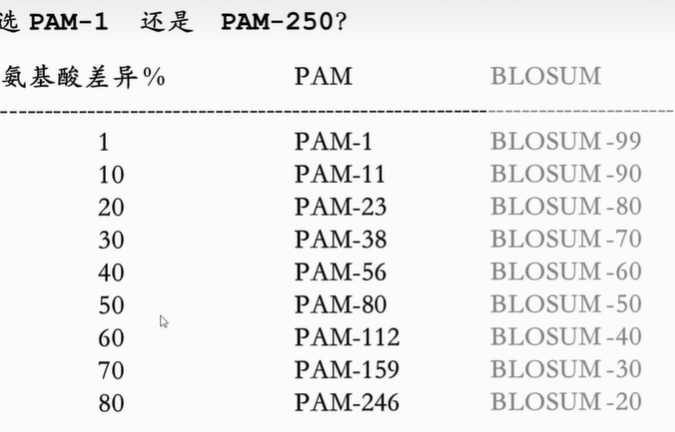 选 PAM-1 还是 PAM-250?
氨基酸差异% PAM BLOSUM
1 PAM-1 BLOSUM-99
10 PAM-11 BLOSUM-90
20 PAM-23 BLOSUM-80
30 PAM-38 BLOSUM-70
40 PAM-56 BLOSUM-60
50 PAM-80 BLOSUM-50
60 PAM-112 BLOSUM-40
70 PAM-159 BLOSUM-30
80 PAM-246 BLOSUM-20